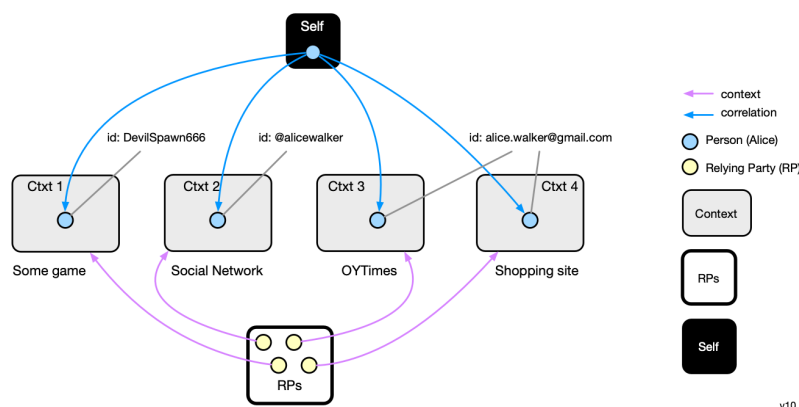 Self
id: DevilSpawn666
id: @alicewalker
id: alice.walker@gmail.com
Ctxt 1
Ctxt 2
Ctxt 3
Ctxt 4
Some game
Social Network
OYTimes
Shopping site
RPs
context
correlation
Person (Alice)
Relying Party (RP)
Context
RPs
Self
v10